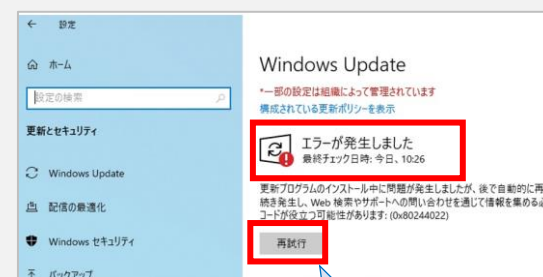 設定
ホーム
設定の検索
更新とセキュリティ
Windows Update
配信の最適化
Windows セキュリティ
バックアップ
Windows Update
*一部の設定は組織によって管理されています
構成されている更新ポリシーを表示
エラーが発生しました
最終チェック日時: 今日、10:26
更新プログラムのインストール中に問題が発生しましたが、後で自動的に再
続き発生し、Web 検索やサポートへの問い合わせを通じて情報を集める必
コードが役立つ可能性があります: (0x80244022)
再試行